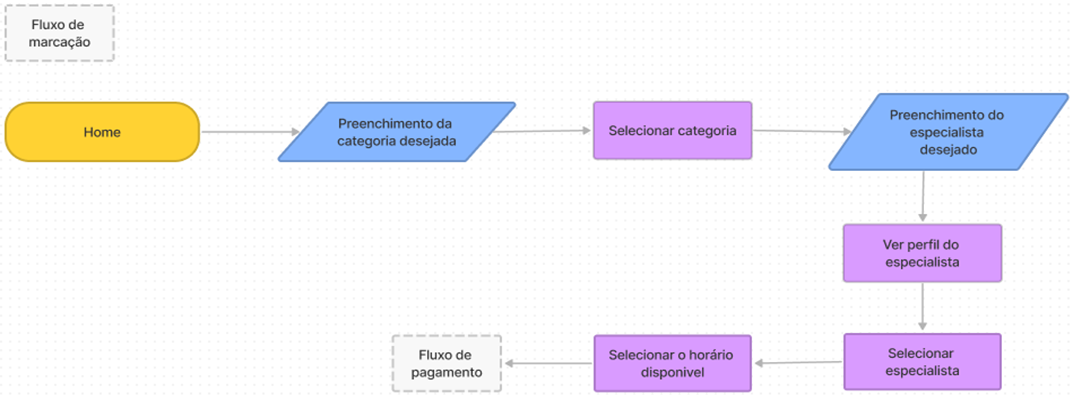 Fluxo de
marcação
Home
Preenchimento da
categoria desejada
Selecionar categoria
Preenchimento do
especialista
desejado
Ver perfil do
especialista
Selecionar
especialista
Selecionar o horário
disponivel
Fluxo de
pagamento